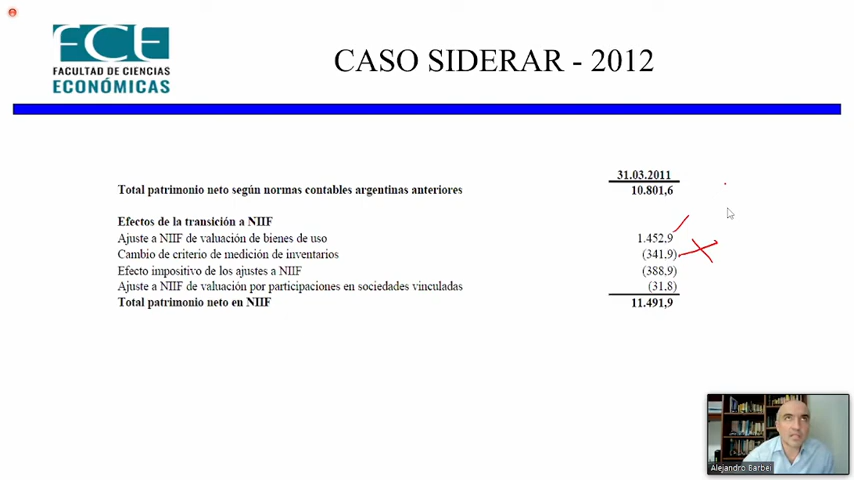 FCE
FACULTAD DE CIENCIAS
ECONÓMICAS
CASO SIDERAR - 2012
31.03.2011
Total patrimonio neto según normas contables argentinas anteriores 10.801,6
Efectos de la transición a NIIF
Ajuste a NIIF de valuación de bienes de uso 1.452.9
Cambio de criterio de medición de inventarios (341.9)
Efecto impositivo de los ajustes a NIIF (388.9)
Ajuste a NIIF de valuación por participaciones en sociedades vinculadas (31.8)
Total patrimonio neto en NIIF 11.491,9
Alejandro Barbei